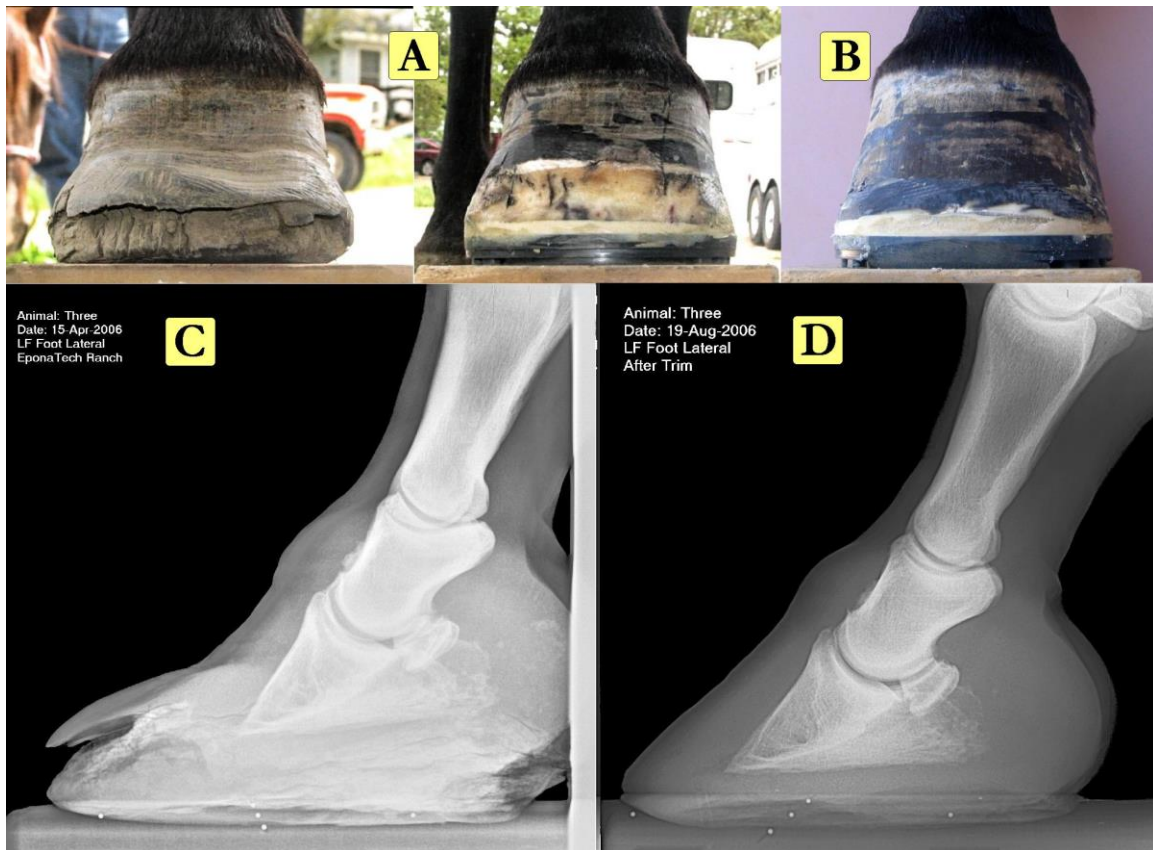 A
B
Animal: Three
Date: 15-Apr-2006
LF Foot Lateral
EponaTech Ranch
C
Animal: Three
Date: 19-Aug-2006
LF Foot Lateral
After Trim
D